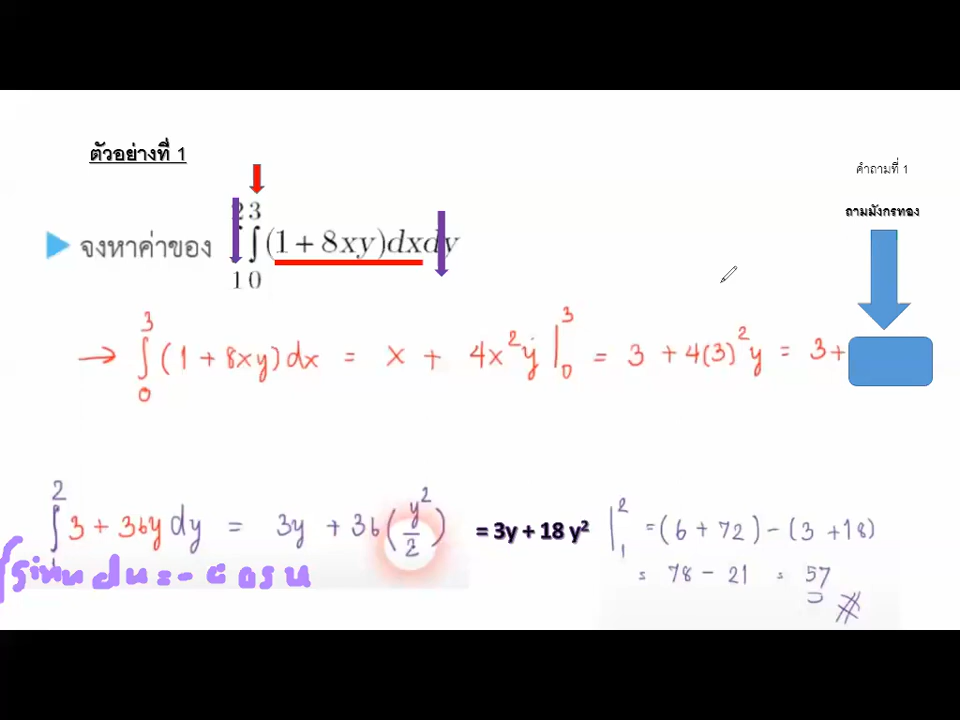 ตัวอย่างที่ 1
คำถามที่ 1
ถามมังกรทอง
จงหาค่าของ ∫₁² ∫₀³ (1 + 8xy)dxdy
→ ∫₀³ (1 + 8xy) dx = x + 4x²y |₀³ = 3 + 4(3)²y = 3+
∫₁² 3 + 36y dy = 3y + 36(y²/2) = 3y + 18 y² |₁² = (6 + 72) − (3 + 18)
= 78 − 21 = 57
∫ sin u du = - cos u